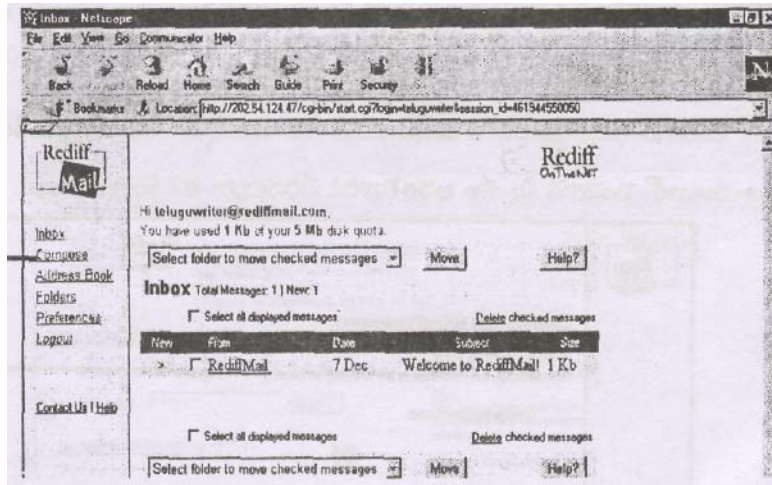 Inbox - Netscape
File Edit View Go Communicator Help
Back Reload Home Search Guide Print Security
N
Bookmarks Location: http://202.54.124.47/cgi-bin/start.cgi?login=teluguwriter&session_id=461944550050
Rediff
Mail
Rediff
On The Net
Hi teluguwriter@rediffmail.com,
You have used 1 Kb of your 5 Mb disk quota.
Inbox
Compose
Address Book
Folders
Preferences
Logout
Contact Us | Help
Select folder to move checked messages Move Help?
Inbox Total Messages: 1 | New: 1
Select all displayed messages Delete checked messages
New From Date Subject Size
> RediffMail 7 Dec Welcome to RediffMail! 1 Kb
Select all displayed messages Delete checked messages
Select folder to move checked messages Move Help?